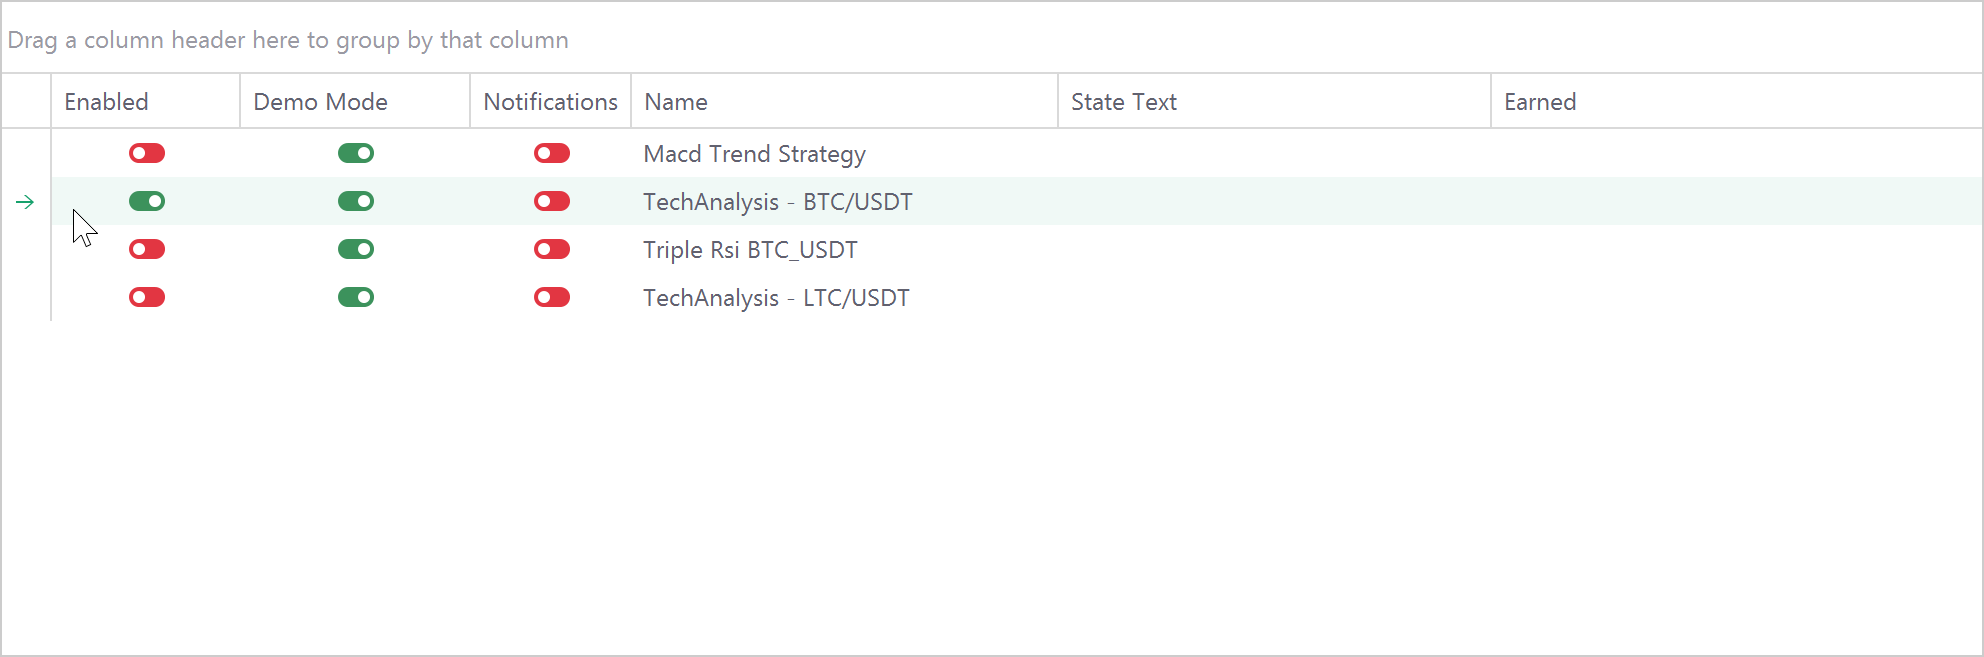 Drag a column header here to group by that column
Enabled Demo Mode Notifications Name State Text Earned
Macd Trend Strategy
TechAnalysis - BTC/USDT
Triple Rsi BTC_USDT
TechAnalysis - LTC/USDT